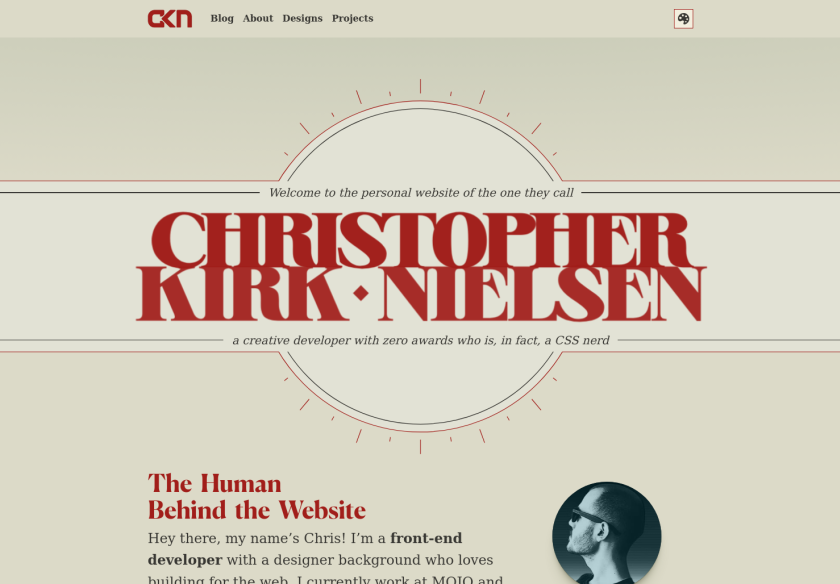 CKN
Blog About Designs Projects
Welcome to the personal website of the one they call
CHRISTOPHER
KIRK · NIELSEN
a creative developer with zero awards who is, in fact, a CSS nerd
The Human
Behind the Website
Hey there, my name’s Chris! I’m a front-end
developer with a designer background who loves
building for the web. I currently work at MOJO and